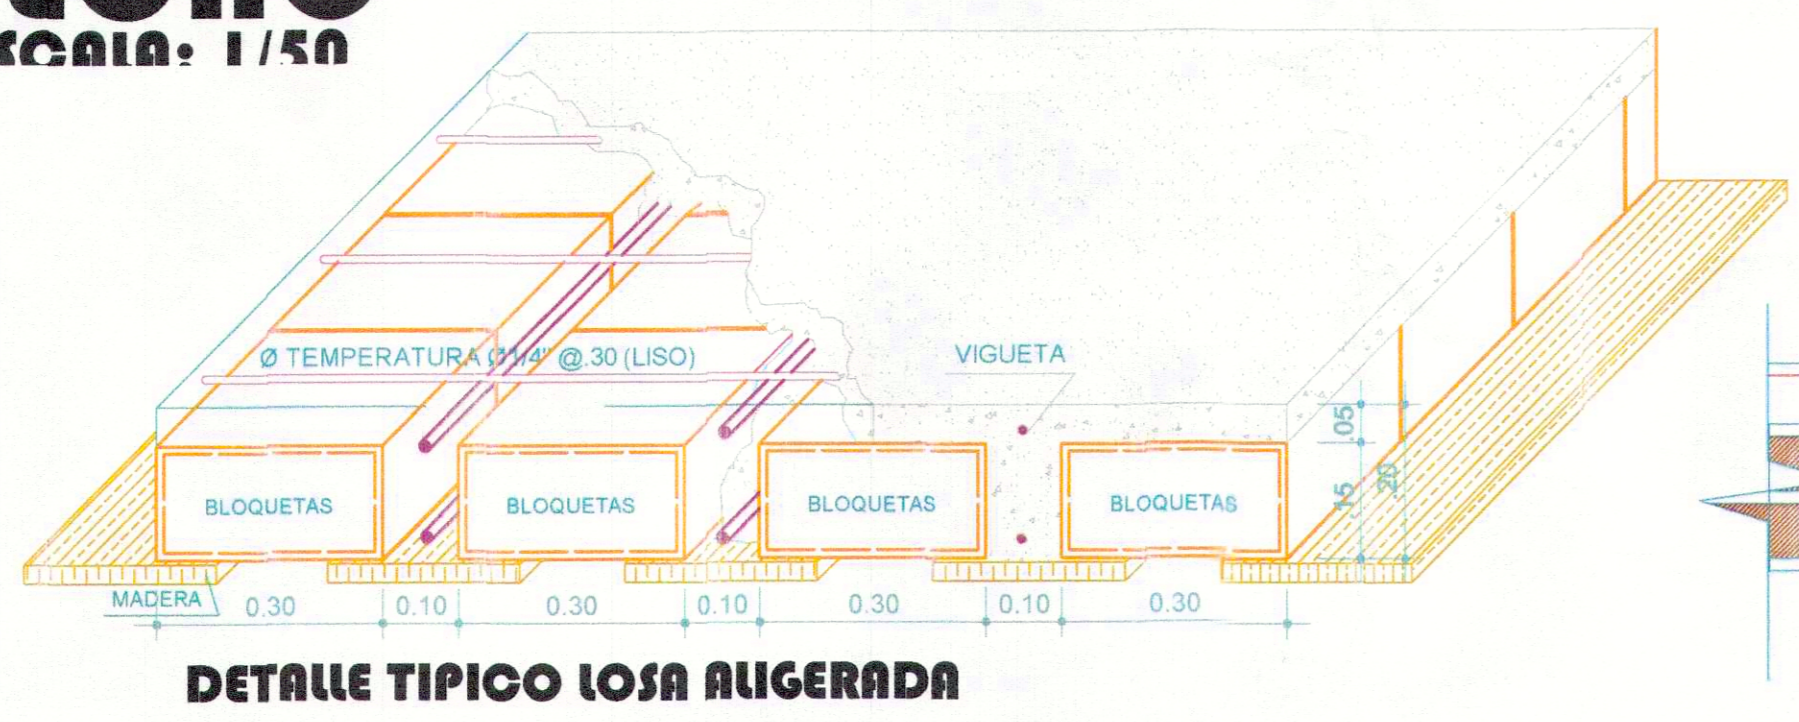 SCALA: 1/50
Ø TEMPERATURA Ø1/4" @.30 (LISO)
VIGUETA
.05
.15
.20
BLOQUETAS
BLOQUETAS
BLOQUETAS
BLOQUETAS
MADERA
0.30
0.10
0.30
0.10
0.30
0.10
0.30
DETALLE TIPICO LOSA ALIGERADA